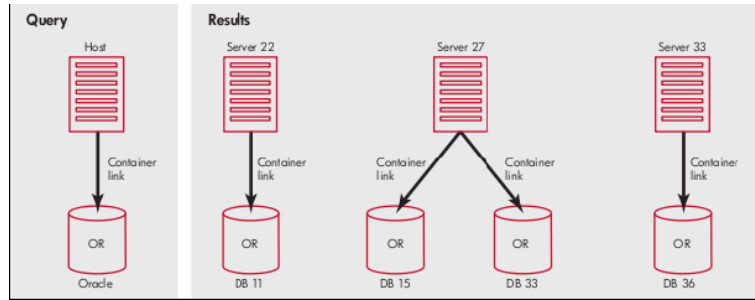 Query
Results
Host
Server 22
Server 27
Server 33
Container
link
Container
link
Container
link
Container
link
Container
link
OR
OR
OR
OR
OR
Oracle
DB 11
DB 15
DB 33
DB 36